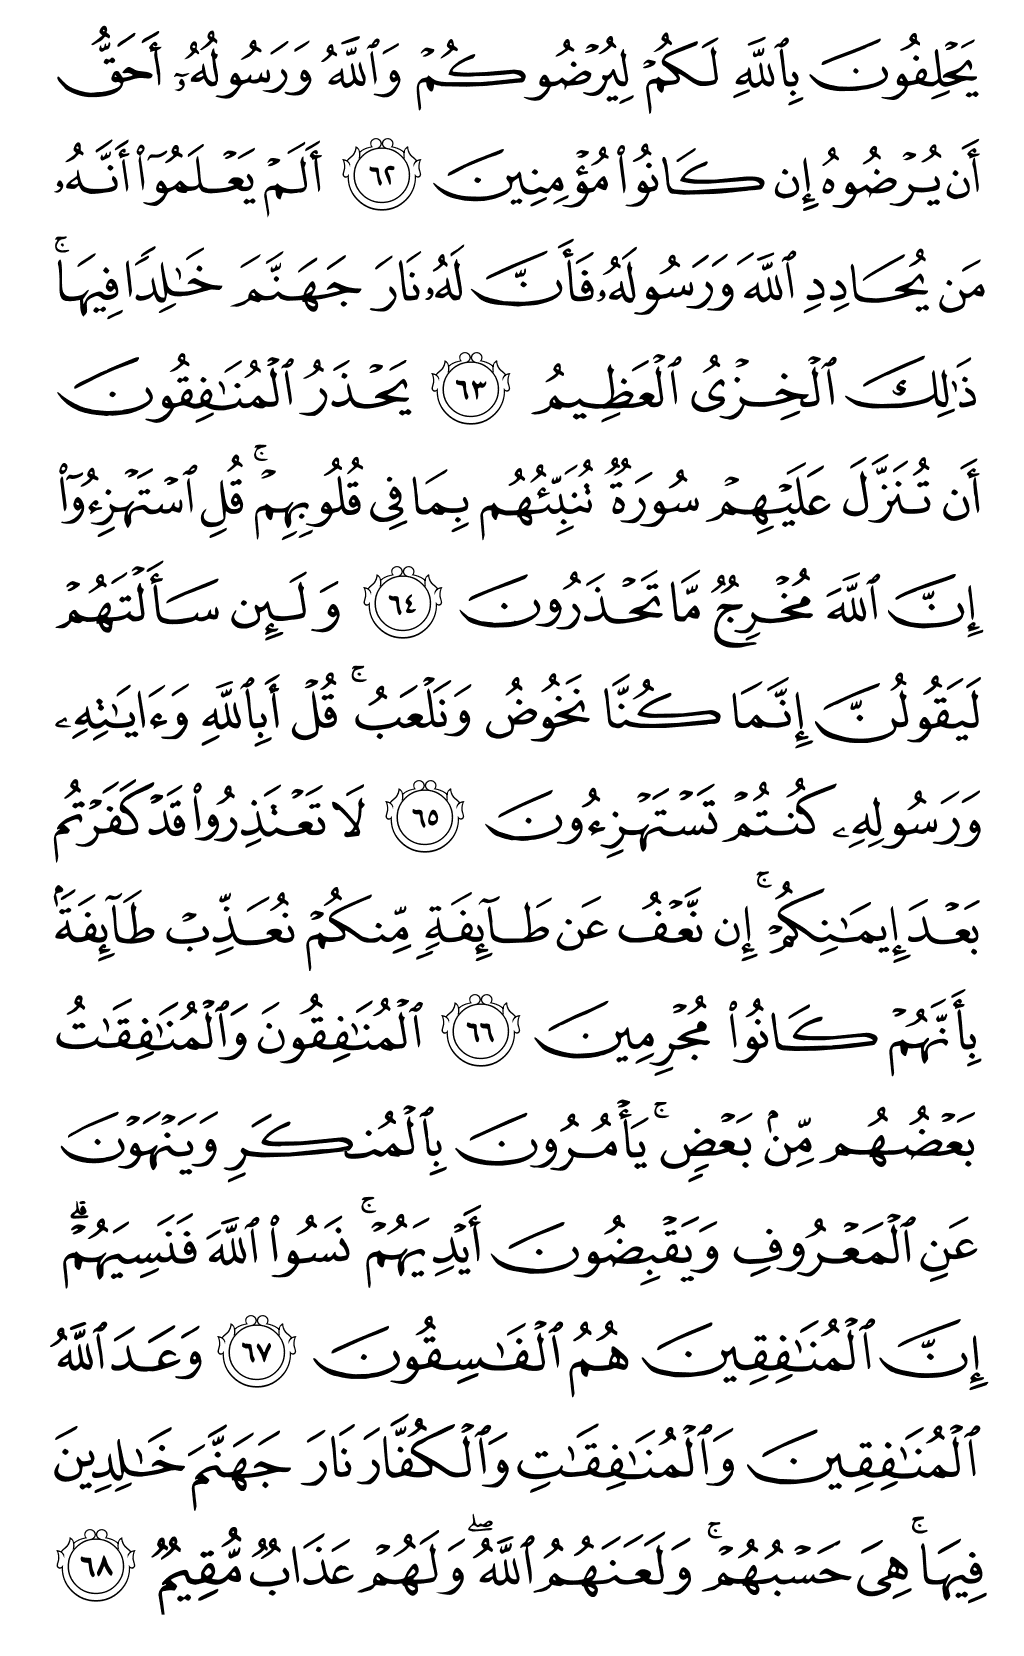 يَحْلِفُونَ بِٱللَّهِ لَكُمْ لِيُرْضُوكُمْ وَٱللَّهُ وَرَسُولُهُۥٓ أَحَقُّ
أَن يُرْضُوهُ إِن كَانُوا۟ مُؤْمِنِينَ ٦٢ أَلَمْ يَعْلَمُوٓا۟ أَنَّهُۥ
مَن يُحَادِدِ ٱللَّهَ وَرَسُولَهُۥ فَأَنَّ لَهُۥ نَارَ جَهَنَّمَ خَـٰلِدًا فِيهَا ۚ
ذَٰلِكَ ٱلْخِزْىُ ٱلْعَظِيمُ ٦٣ يَحْذَرُ ٱلْمُنَـٰفِقُونَ
أَن تُنَزَّلَ عَلَيْهِمْ سُورَةٌ تُنَبِّئُهُم بِمَا فِى قُلُوبِهِمْ ۚ قُلِ ٱسْتَهْزِءُوٓا۟
إِنَّ ٱللَّهَ مُخْرِجٌ مَّا تَحْذَرُونَ ٦٤ وَلَئِن سَأَلْتَهُمْ
لَيَقُولُنَّ إِنَّمَا كُنَّا نَخُوضُ وَنَلْعَبُ ۚ قُلْ أَبِٱللَّهِ وَءَايَـٰتِهِۦ
وَرَسُولِهِۦ كُنتُمْ تَسْتَهْزِءُونَ ٦٥ لَا تَعْتَذِرُوا۟ قَدْ كَفَرْتُم
بَعْدَ إِيمَـٰنِكُمْ ۚ إِن نَّعْفُ عَن طَآئِفَةٍ مِّنكُمْ نُعَذِّبْ طَآئِفَةًۢ
بِأَنَّهُمْ كَانُوا۟ مُجْرِمِينَ ٦٦ ٱلْمُنَـٰفِقُونَ وَٱلْمُنَـٰفِقَـٰتُ
بَعْضُهُم مِّنۢ بَعْضٍ ۚ يَأْمُرُونَ بِٱلْمُنكَرِ وَيَنْهَوْنَ
عَنِ ٱلْمَعْرُوفِ وَيَقْبِضُونَ أَيْدِيَهُمْ ۚ نَسُوا۟ ٱللَّهَ فَنَسِيَهُمْ ۗ
إِنَّ ٱلْمُنَـٰفِقِينَ هُمُ ٱلْفَـٰسِقُونَ ٦٧ وَعَدَ ٱللَّهُ
ٱلْمُنَـٰفِقِينَ وَٱلْمُنَـٰفِقَـٰتِ وَٱلْكُفَّارَ نَارَ جَهَنَّمَ خَـٰلِدِينَ
فِيهَا ۚ هِىَ حَسْبُهُمْ ۚ وَلَعَنَهُمُ ٱللَّهُ ۖ وَلَهُمْ عَذَابٌ مُّقِيمٌ ٦٨